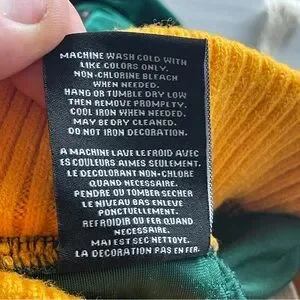 MACHINE WASH COLD WITH
LIKE COLORS ONLY.
NON-CHLORINE BLEACH
WHEN NEEDED.
HANG OR TUMBLE DRY LOW
THEN REMOVE PROMPLTY.
COOL IRON WHEN NEEDED.
MAY BE DRY CLEANED.
DO NOT IRON DECORATION.
A MACHINE LAVE LE FROID AVEC
ES COULEURS AIMES SEULEMENT.
LE DECOLORANT NON-CHLORE
QUAND NECESSAIRE.
PENDRE OU TOMBER SECHER
LE NIVEAU BAS ENLEVE
PONCTUELLEMENT.
REFROIDIR OU FER QUAND
NECESSAIRE.
MAI EST SEC NETTOYE.
LA DECORATION PAS EN FER.